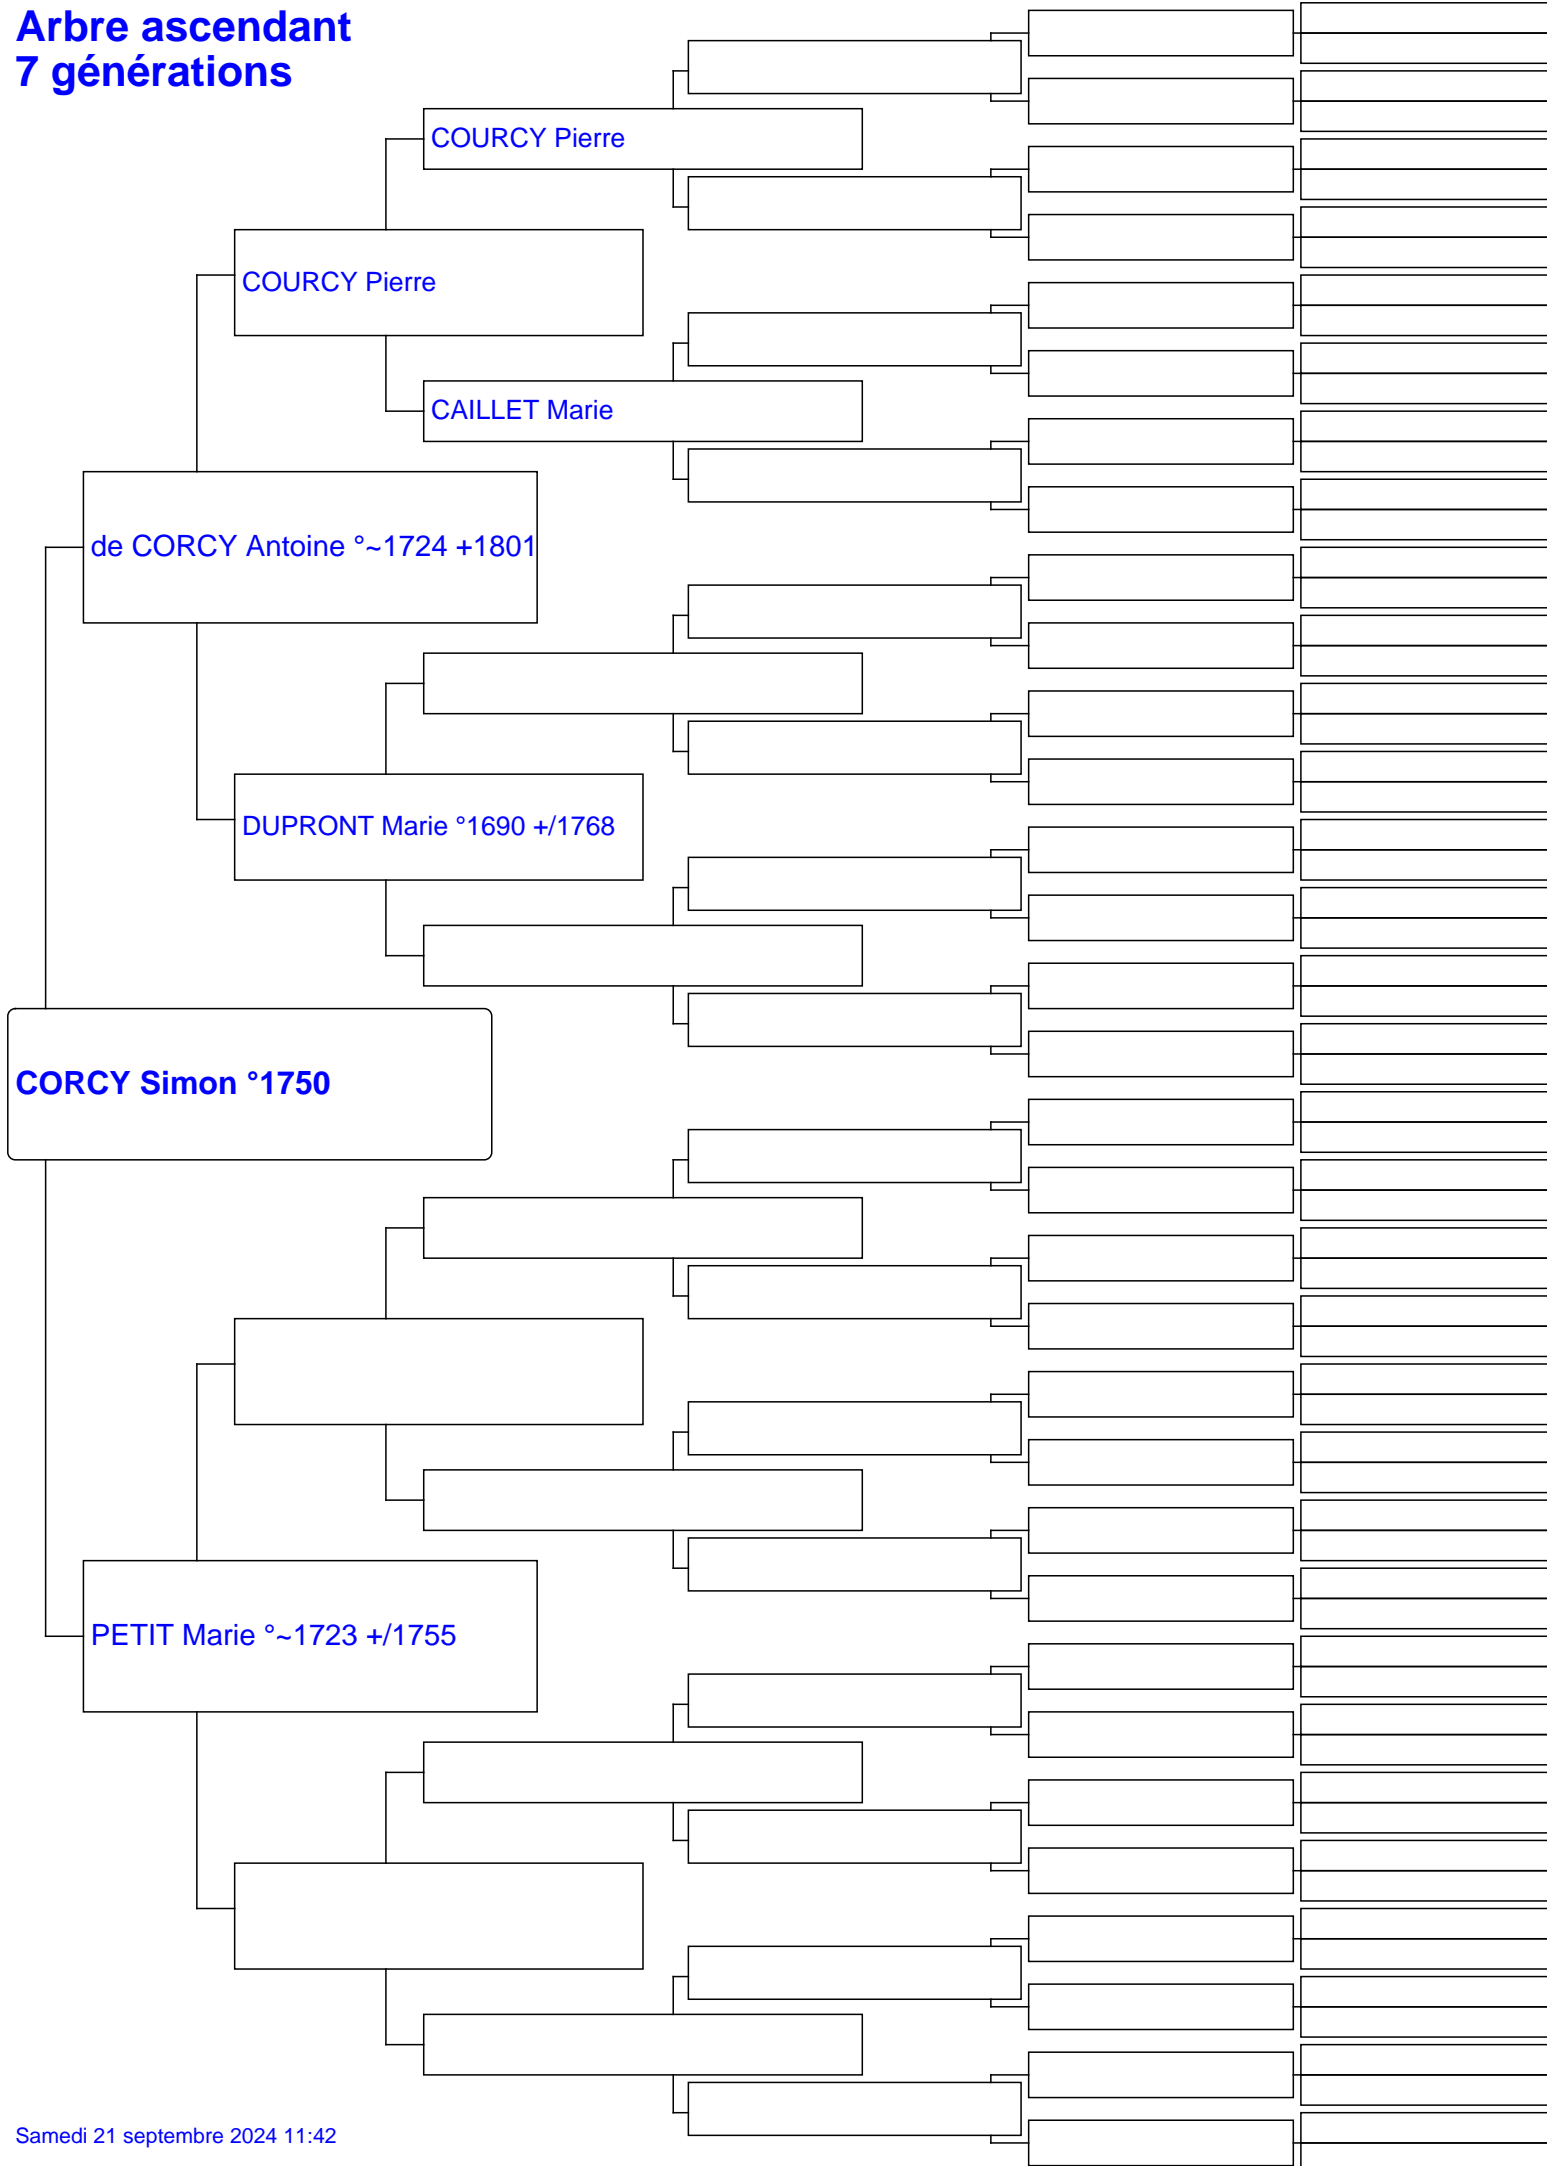 Arbre ascendant
7 générations
COURCY Pierre
COURCY Pierre
CAILLET Marie
de CORCY Antoine °~1724 +1801
DUPRONT Marie °1690 +/1768
CORCY Simon °1750
PETIT Marie °~1723 +/1755
Samedi 21 septembre 2024 11:42